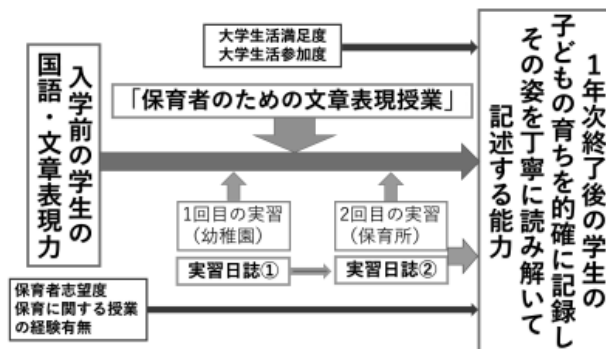 大学生活満足度
大学生活参加度
入学前の学生の
国語・文章表現力
「保育者のための文章表現授業」
1回目の実習
(幼稚園)
2回目の実習
(保育所)
実習日誌①
実習日誌②
保育者志望度
保育に関する授業
の経験有無
1年次終了後の学生の
子どもの育ちを的確に記録し
その姿を丁寧に読み解いて
記述する能力